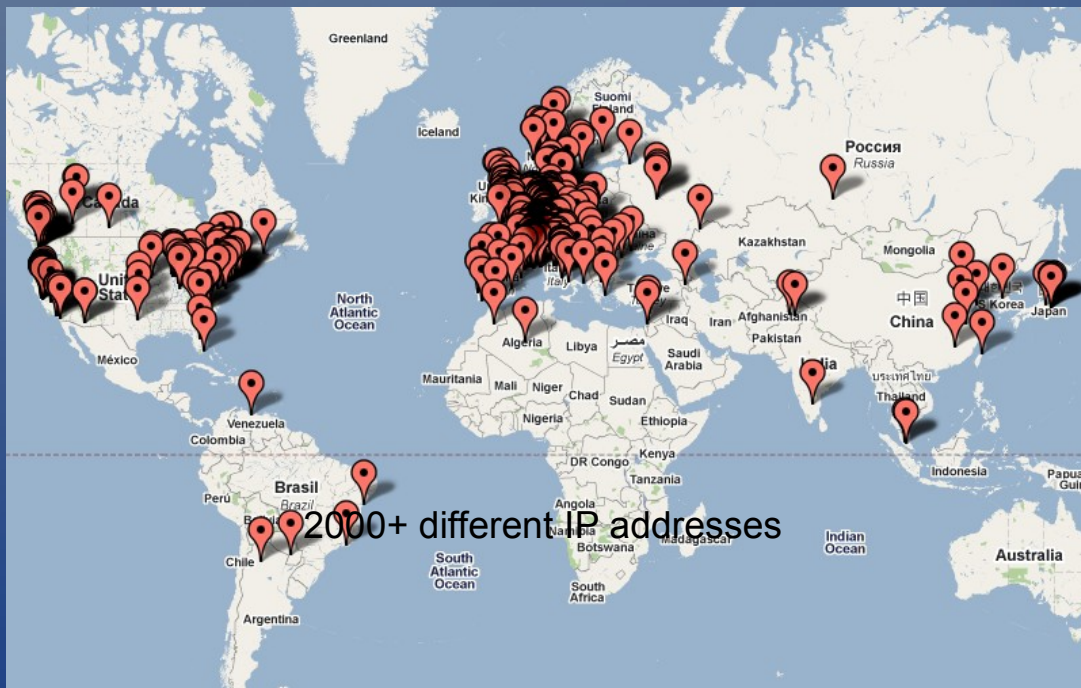 Greenland
Iceland
Suomi
Finland
Россия
Russia
Canada
Kazakhstan
Mongolia
North
Atlantic
Ocean
Italy
Iraq
Iran
Afghanistan
Pakistan
中国
China
S Korea
Japan
México
Algeria
Libya
مصر
Egypt
Saudi
Arabia
India
ประเทศไทย
Thailand
Mauritania
Mali
Niger
Chad
Sudan
Nigeria
Ethiopia
Venezuela
Colombia
DR Congo
Kenya
Tanzania
Indonesia
Perú
Brasil
Brazil
Angola
2000+ different IP addresses
Namibia
Botswana
Madagascar
Indian
Ocean
Chile
South
Atlantic
Ocean
South
Africa
Australia
Argentina